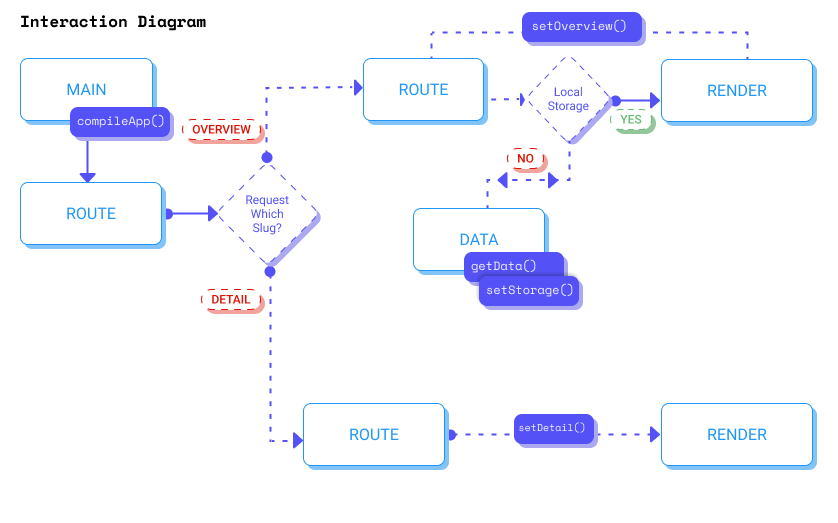 Interaction Diagram
setOverview()
MAIN
ROUTE
Local
Storage
RENDER
compileApp()
OVERVIEW
YES
NO
ROUTE
Request
Which
Slug?
DATA
getData()
setStorage()
DETAIL
ROUTE
setDetail()
RENDER